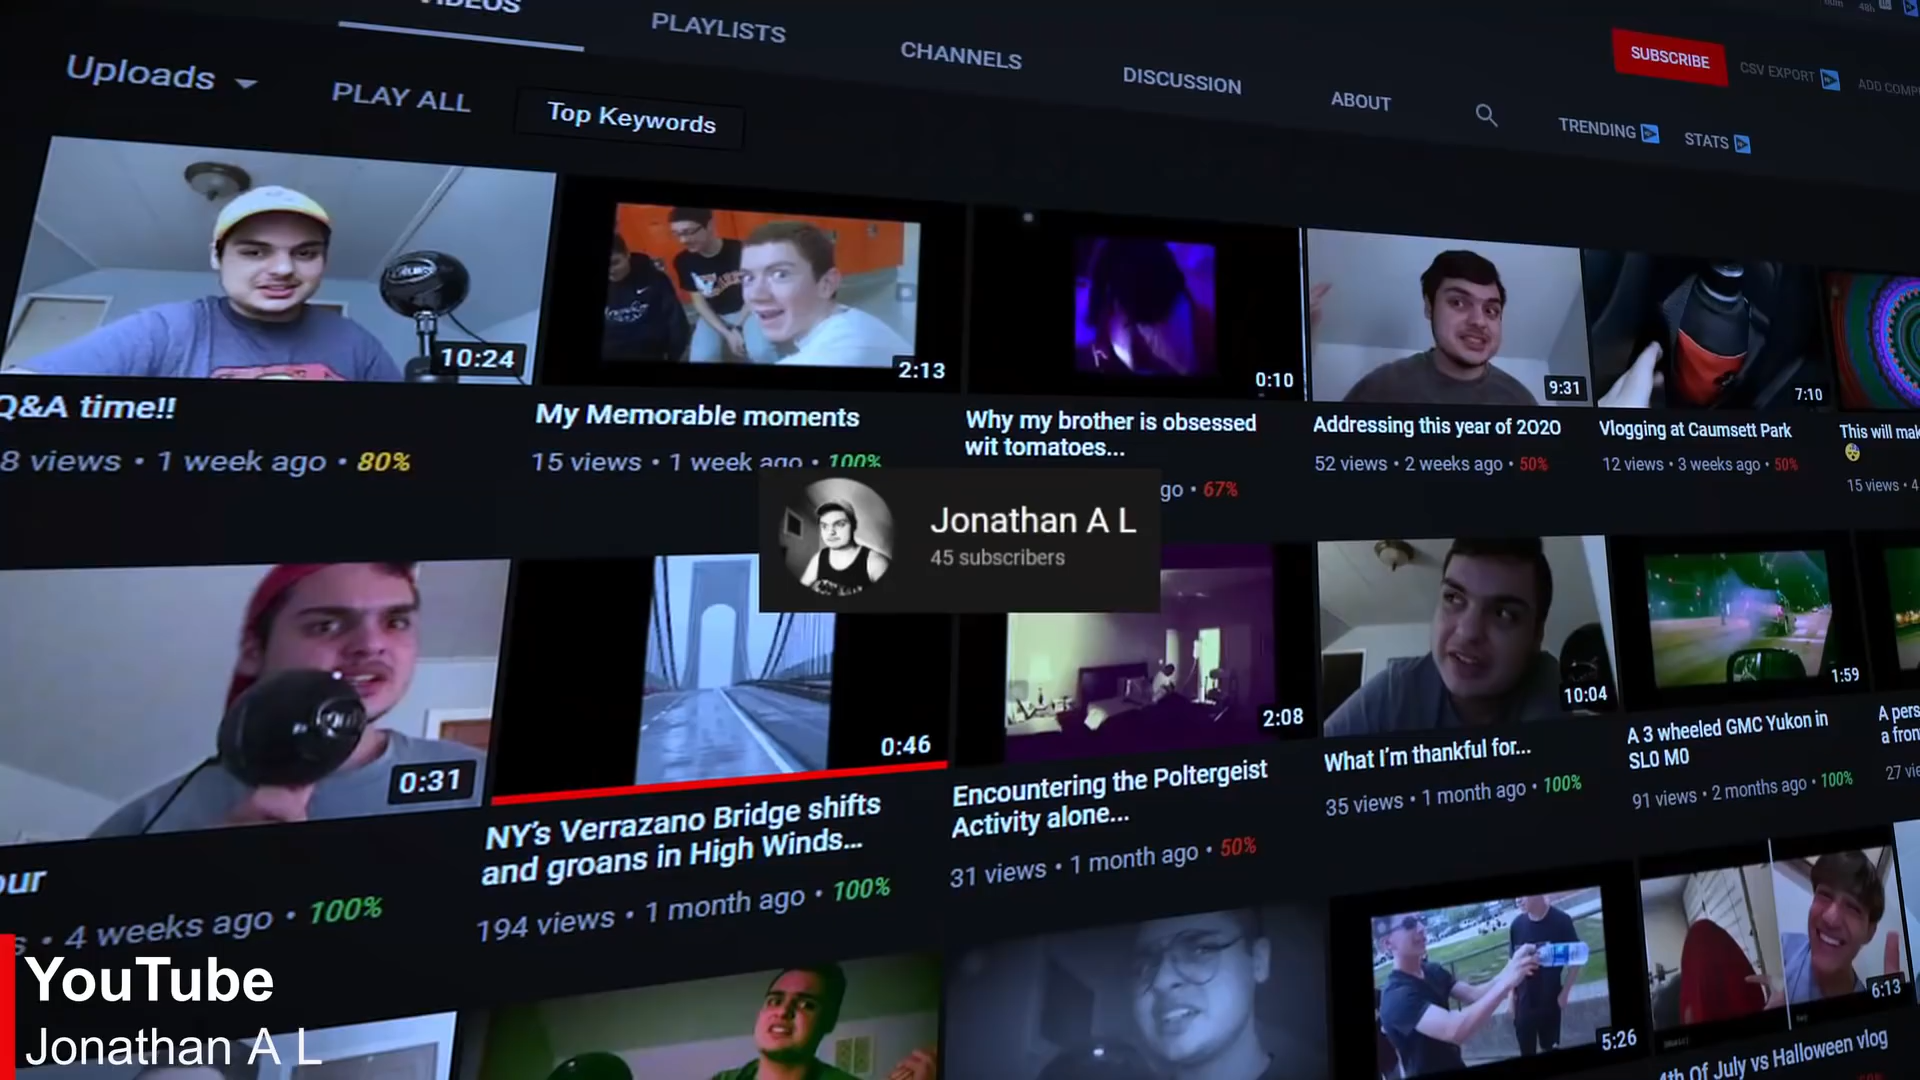 VIDEOS
PLAYLISTS
CHANNELS
DISCUSSION
ABOUT
SUBSCRIBE
CSV EXPORT
TRENDING
STATS
Uploads
PLAY ALL
Top Keywords
10:24
2:13
0:10
9:31
7:10
Q&A time!!
8 views • 1 week ago • 80%
My Memorable moments
15 views • 1 week ago • 100%
Why my brother is obsessed
wit tomatoes...
go • 67%
Addressing this year of 2020
52 views • 2 weeks ago • 50%
Vlogging at Caumsett Park
12 views • 3 weeks ago • 50%
This will
15 views • 4
Jonathan A L
45 subscribers
0:31
0:46
2:08
10:04
1:59
our
4 weeks ago • 100%
NY's Verrazano Bridge shifts
and groans in High Winds...
194 views • 1 month ago • 100%
Encountering the Poltergeist
Activity alone...
31 views • 1 month ago • 50%
What I'm thankful for...
35 views • 1 month ago • 100%
A 3 wheeled GMC Yukon in
SLO MO
91 views • 2 months ago • 100%
A
a
27
5:26
6:13
4th Of July vs Halloween vlog
YouTube
Jonathan A L